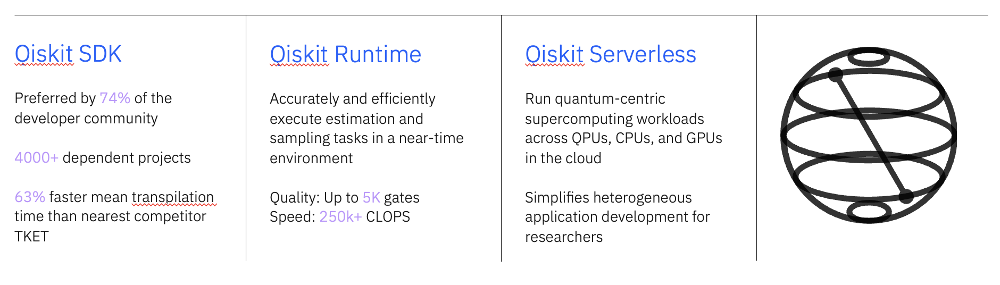 Qiskit SDK
Preferred by 74% of the
developer community
4000+ dependent projects
63% faster mean transpilation
time than nearest competitor
TKET
Qiskit Runtime
Accurately and efficiently
execute estimation and
sampling tasks in a near-time
environment
Quality: Up to 5K gates
Speed: 250k+ CLOPS
Qiskit Serverless
Run quantum-centric
supercomputing workloads
across QPUs, CPUs, and GPUs
in the cloud
Simplifies heterogeneous
application development for
researchers